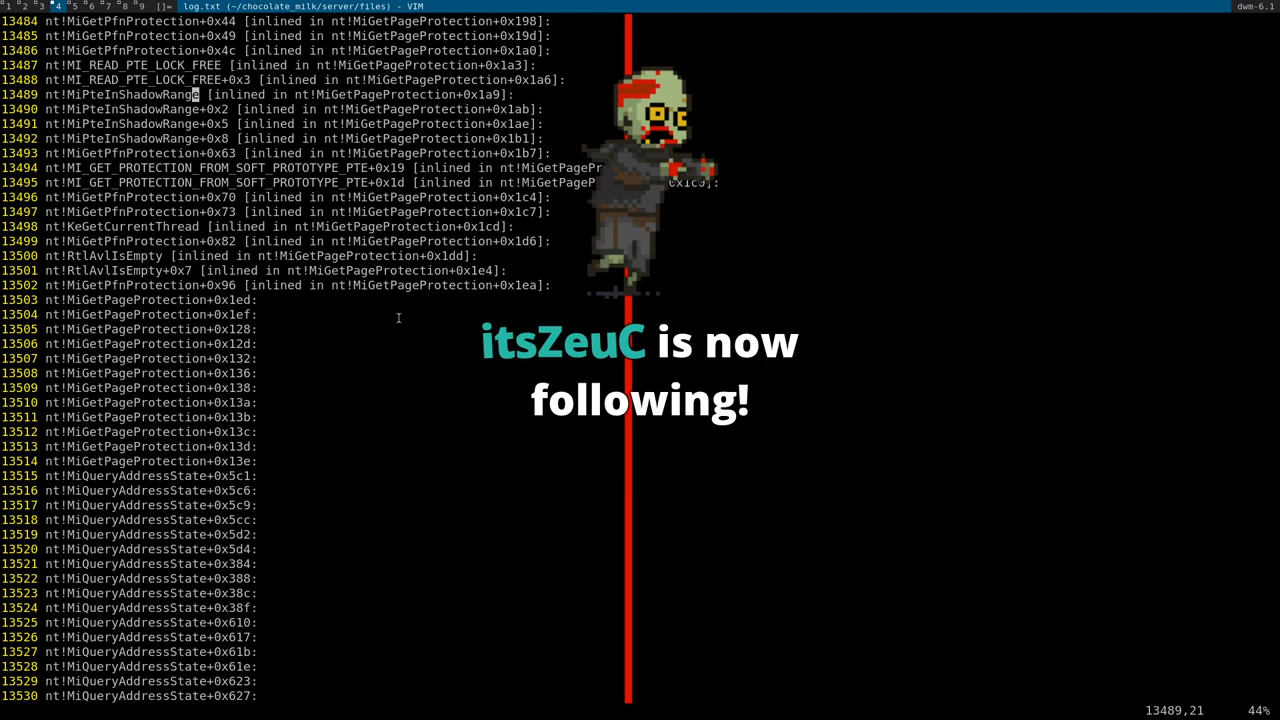 1 2 3 4 5 6 7 8 9 []= log.txt (~/chocolate_milk/server/files) - VIM dwm-6.1
13484 nt!MiGetPfnProtection+0x44 [inlined in nt!MiGetPageProtection+0x198]:
13485 nt!MiGetPfnProtection+0x49 [inlined in nt!MiGetPageProtection+0x19d]:
13486 nt!MiGetPfnProtection+0x4c [inlined in nt!MiGetPageProtection+0x1a0]:
13487 nt!MI_READ_PTE_LOCK_FREE [inlined in nt!MiGetPageProtection+0x1a3]:
13488 nt!MI_READ_PTE_LOCK_FREE+0x3 [inlined in nt!MiGetPageProtection+0x1a6]:
13489 nt!MiPteInShadowRange [inlined in nt!MiGetPageProtection+0x1a9]:
13490 nt!MiPteInShadowRange+0x2 [inlined in nt!MiGetPageProtection+0x1ab]:
13491 nt!MiPteInShadowRange+0x5 [inlined in nt!MiGetPageProtection+0x1ae]:
13492 nt!MiPteInShadowRange+0x8 [inlined in nt!MiGetPageProtection+0x1b1]:
13493 nt!MiGetPfnProtection+0x63 [inlined in nt!MiGetPageProtection+0x1b7]:
13494 nt!MI_GET_PROTECTION_FROM_SOFT_PROTOTYPE_PTE+0x19 [inlined in nt!MiGetPagePr
13495 nt!MI_GET_PROTECTION_FROM_SOFT_PROTOTYPE_PTE+0x1d [inlined in nt!MiGetPageP
13496 nt!MiGetPfnProtection+0x70 [inlined in nt!MiGetPageProtection+0x1c4]:
13497 nt!MiGetPfnProtection+0x73 [inlined in nt!MiGetPageProtection+0x1c7]:
13498 nt!KeGetCurrentThread [inlined in nt!MiGetPageProtection+0x1cd]:
13499 nt!MiGetPfnProtection+0x82 [inlined in nt!MiGetPageProtection+0x1d6]:
13500 nt!RtlAvlIsEmpty [inlined in nt!MiGetPageProtection+0x1dd]:
13501 nt!RtlAvlIsEmpty+0x7 [inlined in nt!MiGetPageProtection+0x1e4]:
13502 nt!MiGetPfnProtection+0x96 [inlined in nt!MiGetPageProtection+0x1ea]:
13503 nt!MiGetPageProtection+0x1ed:
13504 nt!MiGetPageProtection+0x1ef:
13505 nt!MiGetPageProtection+0x128:
13506 nt!MiGetPageProtection+0x12d:
13507 nt!MiGetPageProtection+0x132:
13508 nt!MiGetPageProtection+0x136:
13509 nt!MiGetPageProtection+0x138:
13510 nt!MiGetPageProtection+0x13a:
13511 nt!MiGetPageProtection+0x13b:
13512 nt!MiGetPageProtection+0x13c:
13513 nt!MiGetPageProtection+0x13d:
13514 nt!MiGetPageProtection+0x13e:
13515 nt!MiQueryAddressState+0x5c1:
13516 nt!MiQueryAddressState+0x5c6:
13517 nt!MiQueryAddressState+0x5c9:
13518 nt!MiQueryAddressState+0x5cc:
13519 nt!MiQueryAddressState+0x5d2:
13520 nt!MiQueryAddressState+0x5d4:
13521 nt!MiQueryAddressState+0x384:
13522 nt!MiQueryAddressState+0x388:
13523 nt!MiQueryAddressState+0x38c:
13524 nt!MiQueryAddressState+0x38f:
13525 nt!MiQueryAddressState+0x610:
13526 nt!MiQueryAddressState+0x617:
13527 nt!MiQueryAddressState+0x61b:
13528 nt!MiQueryAddressState+0x61e:
13529 nt!MiQueryAddressState+0x623:
13530 nt!MiQueryAddressState+0x627:
13489,21 44%
itsZeuC is now
following!